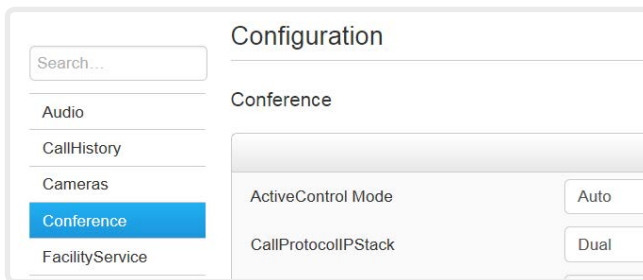 Configuration
Search...
Conference
Audio
CallHistory
Cameras
Conference
FacilityService
ActiveControl Mode Auto
CallProtocolIPStack Dual